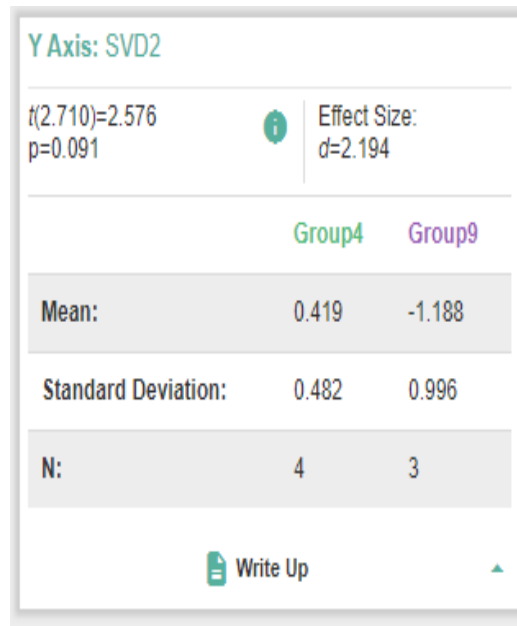 Y Axis: SVD2
t(2.710)=2.576
p=0.091
Effect Size:
d=2.194
Group4 Group9
Mean: 0.419 -1.188
Standard Deviation: 0.482 0.996
N: 4 3
Write Up